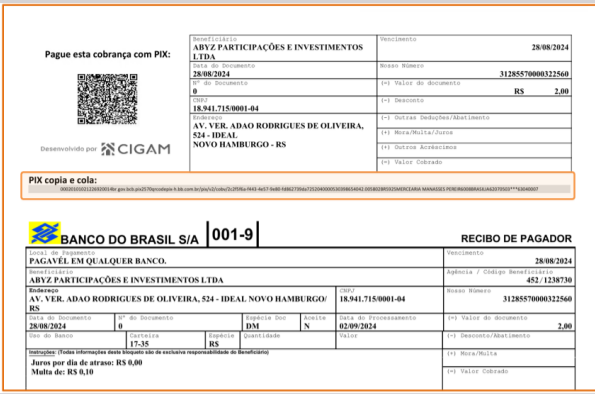 Pague esta cobrança com PIX:
Desenvolvido por CIGAM
Beneficiário
ABYZ PARTICIPAÇÕES E INVESTIMENTOS
LTDA
Vencimento
28/08/2024
Data do Documento
28/08/2024
Nosso Número
31285570000322560
Nº do Documento
0
(=) Valor do documento
R$ 2,00
CNPJ
18.941.715/0001-04
(-) Desconto
Endereço
AV. VER. ADAO RODRIGUES DE OLIVEIRA,
524 - IDEAL
NOVO HAMBURGO - RS
(-) Outras Deduções/Abatimento
(+) Mora/Multa/Juros
(+) Outros Acréscimos
(=) Valor Cobrado
PIX copia e cola:
BANCO DO BRASIL S/A 001-9 RECIBO DE PAGADOR
Local de Pagamento
PAGAVÉL EM QUALQUER BANCO.
Vencimento
28/08/2024
Beneficiário
ABYZ PARTICIPAÇÕES E INVESTIMENTOS LTDA
Agência / Código Beneficiário
452/1238730
Endereço
AV. VER. ADAO RODRIGUES DE OLIVEIRA, 524 - IDEAL NOVO HAMBURGO/
RS
CNPJ
18.941.715/0001-04
Nosso Número
31285570000322560
Data do Documento
28/08/2024
Nº do Documento
0
Espécie Doc
DM
Aceite
N
Data do Processamento
02/09/2024
(=) Valor do documento
2,00
Uso do Banco
Carteira
17-35
Espécie
R$
Quantidade
Valor
(-) Desconto/Abatimento
Instruções: (Todas informações deste bloqueto são de exclusiva responsabilidade do Beneficiário)
Juros por dia de atraso: R$ 0,00
Multa de: R$ 0,10
(+) Mora/Multa
(=) Valor Cobrado